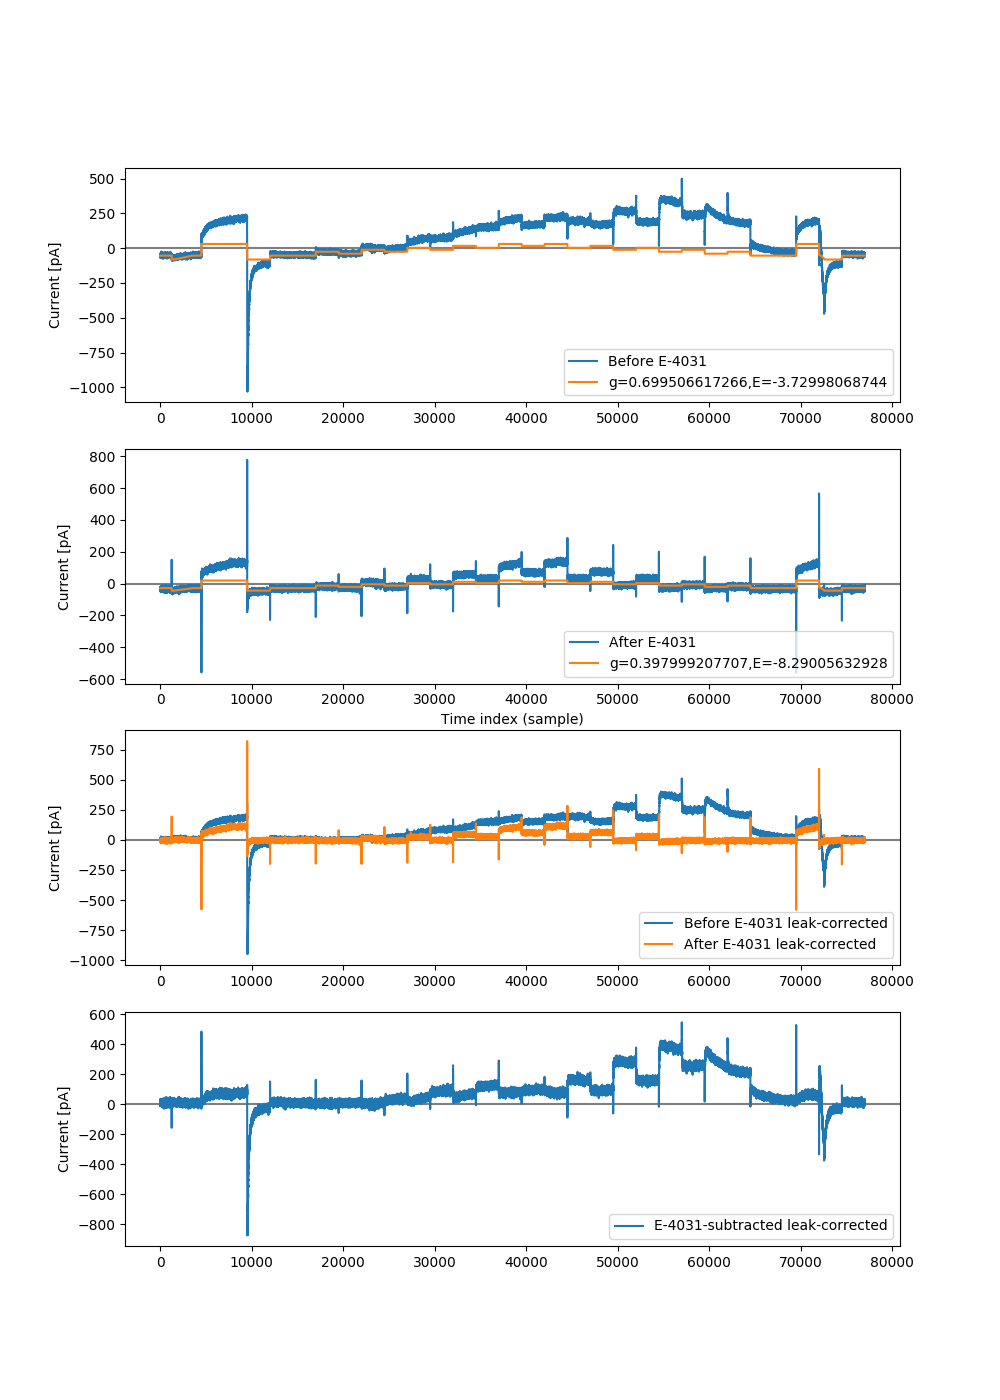 500
250
0
−250
−500
−750
−1000
Current [pA]
Before E-4031
g=0.699506617266,E=-3.72998068744
0 10000 20000 30000 40000 50000 60000 70000 80000
800
600
400
200
0
−200
−400
−600
Current [pA]
After E-4031
g=0.397999207707,E=-8.29005632928
0 10000 20000 30000 40000 50000 60000 70000 80000
Time index (sample)
750
500
250
0
−250
−500
−750
−1000
Current [pA]
Before E-4031 leak-corrected
After E-4031 leak-corrected
0 10000 20000 30000 40000 50000 60000 70000 80000
600
400
200
0
−200
−400
−600
−800
Current [pA]
E-4031-subtracted leak-corrected
0 10000 20000 30000 40000 50000 60000 70000 80000